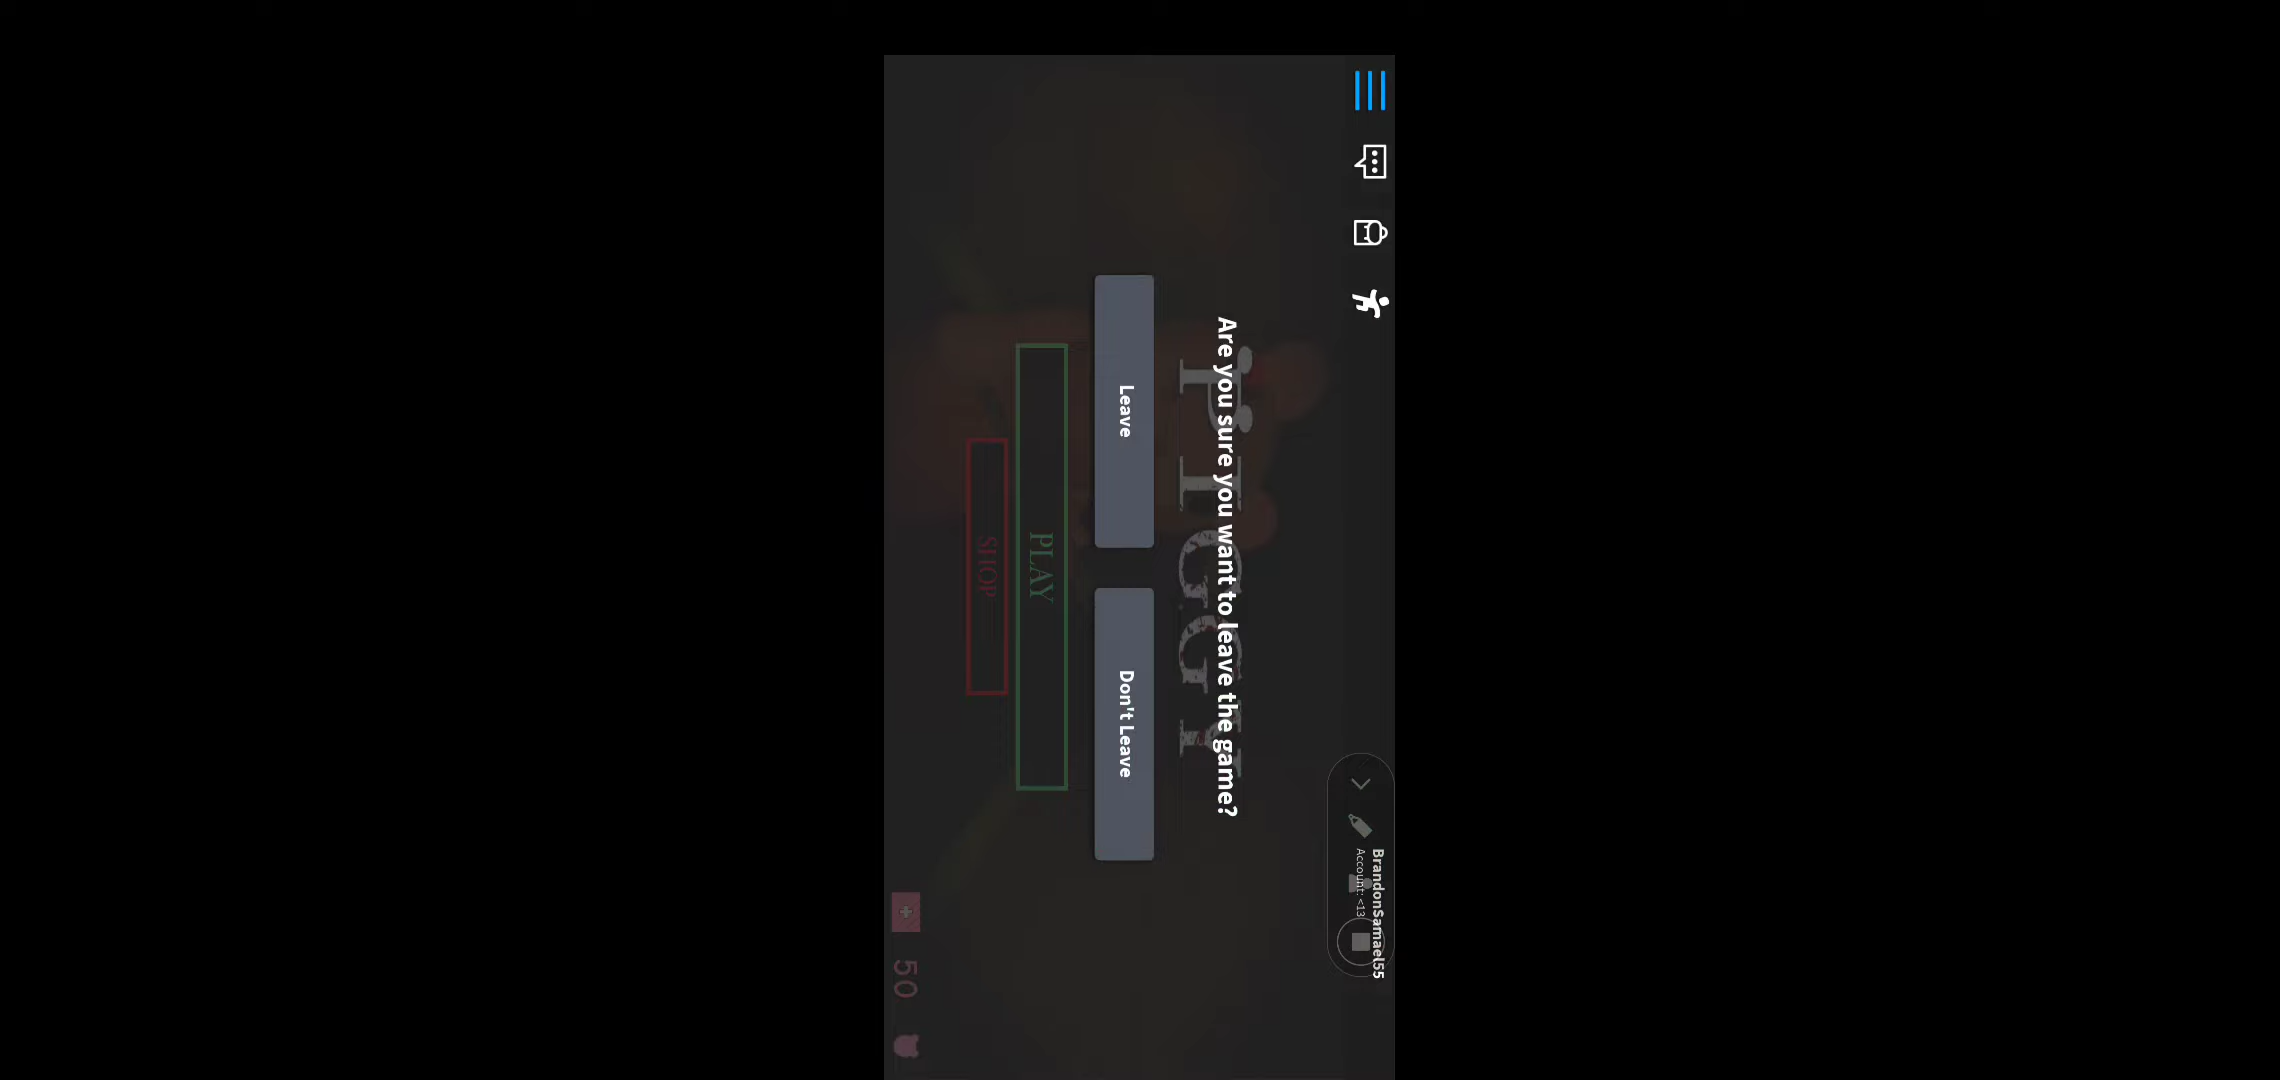 BrandonSamael55
Account: <13
PIGGY
Are you sure you want to leave the game?
Leave
Don't Leave
PLAY
SHOP
50